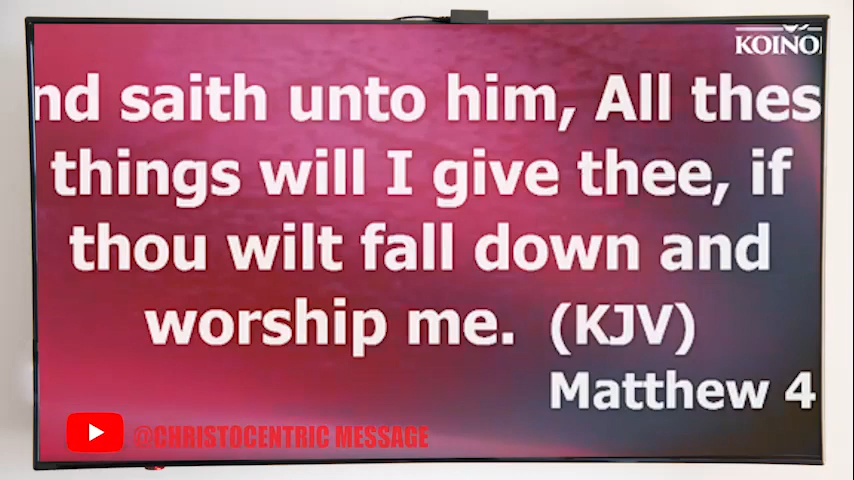 KOINO
nd saith unto him, All thes
things will I give thee, if
thou wilt fall down and
worship me. (KJV)
Matthew 4
@CHRISTOCENTRIC MESSAGE